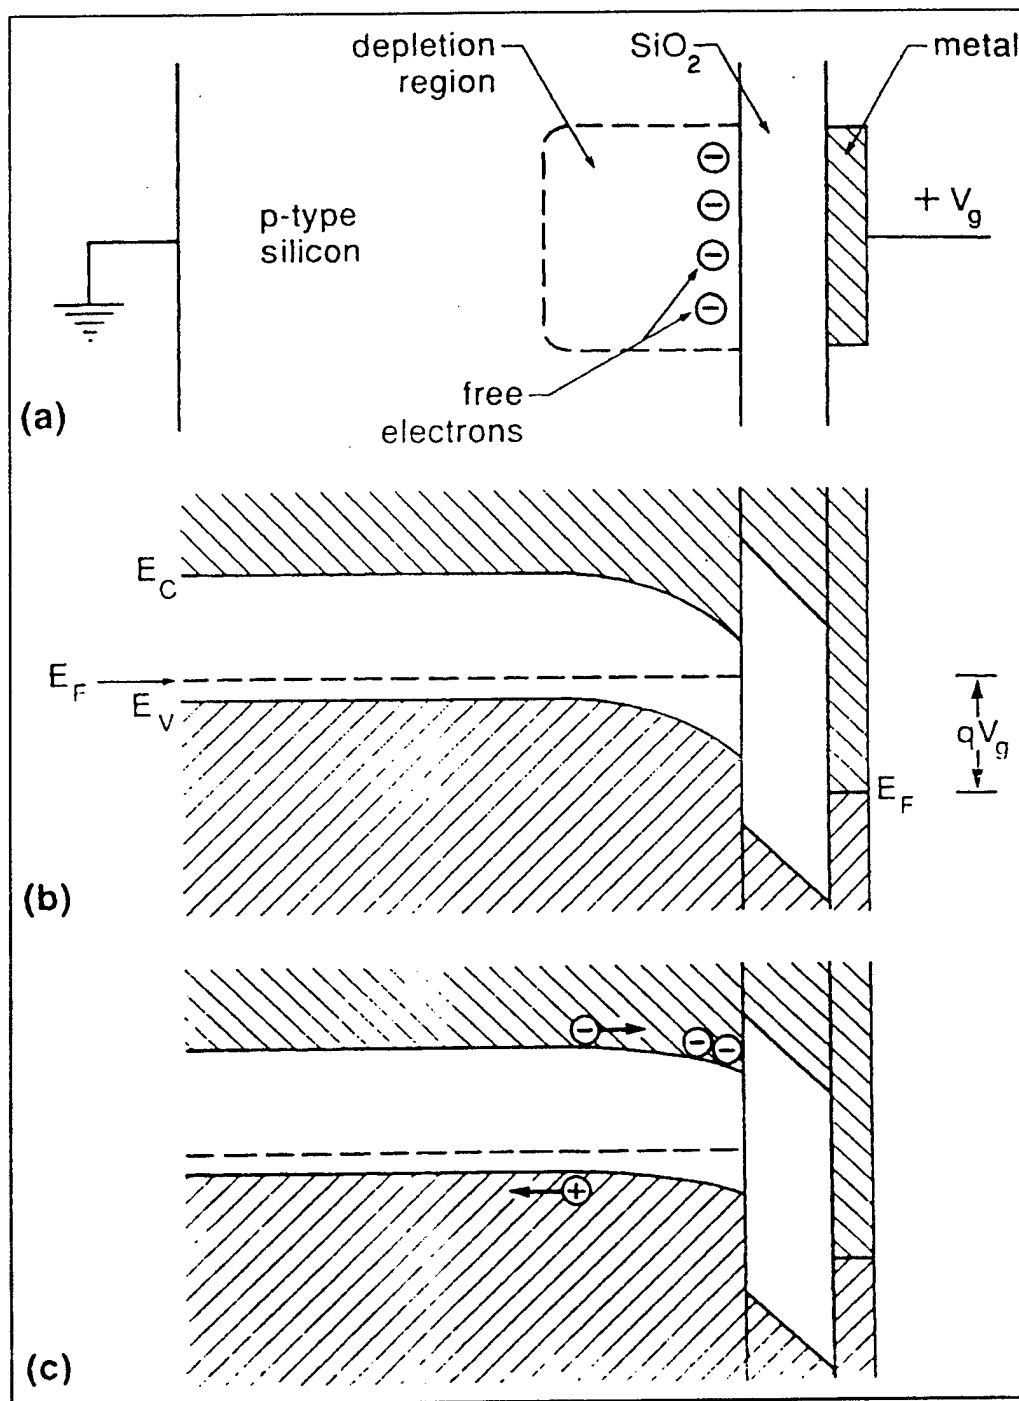 depletion
region
SiO2
metal
p-type
silicon
+ Vg
free
electrons
(a)
EC
EF
EV
qVg
EF
(b)
(c)